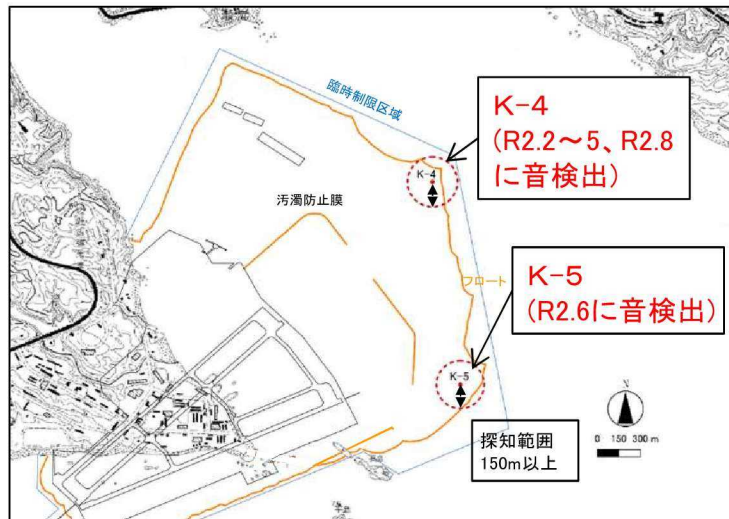 臨時制限区域
K-4
(R2.2～5、R2.8
に音検出)
K-4
汚濁防止膜
フロート
K-5
(R2.6に音検出)
K-5
N
探知範囲
150m以上
0 150 300 m